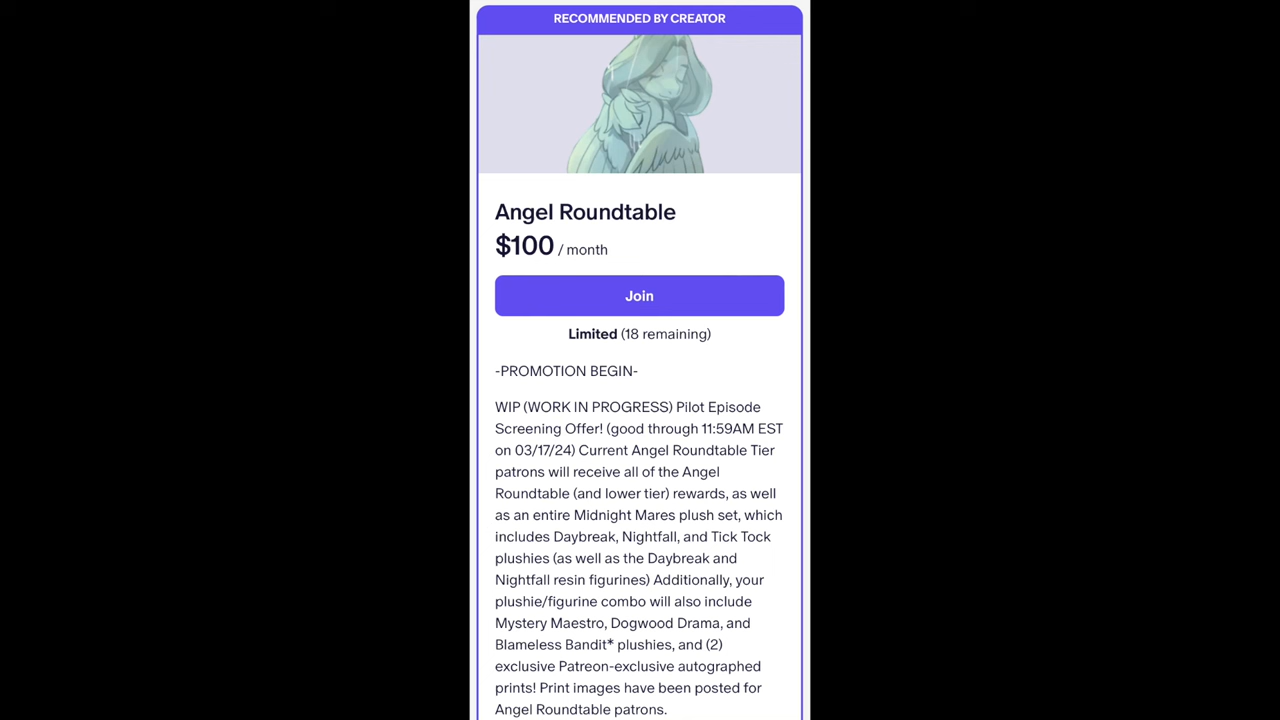 RECOMMENDED BY CREATOR
Angel Roundtable
$100 / month
Join
Limited (18 remaining)
-PROMOTION BEGIN-
WIP (WORK IN PROGRESS) Pilot Episode
Screening Offer! (good through 11:59AM EST
on 03/17/24) Current Angel Roundtable Tier
patrons will receive all of the Angel
Roundtable (and lower tier) rewards, as well
as an entire Midnight Mares plush set, which
includes Daybreak, Nightfall, and Tick Tock
plushies (as well as the Daybreak and
Nightfall resin figurines) Additionally, your
plushie/figurine combo will also include
Mystery Maestro, Dogwood Drama, and
Blameless Bandit* plushies, and (2)
exclusive Patreon-exclusive autographed
prints! Print images have been posted for
Angel Roundtable patrons.